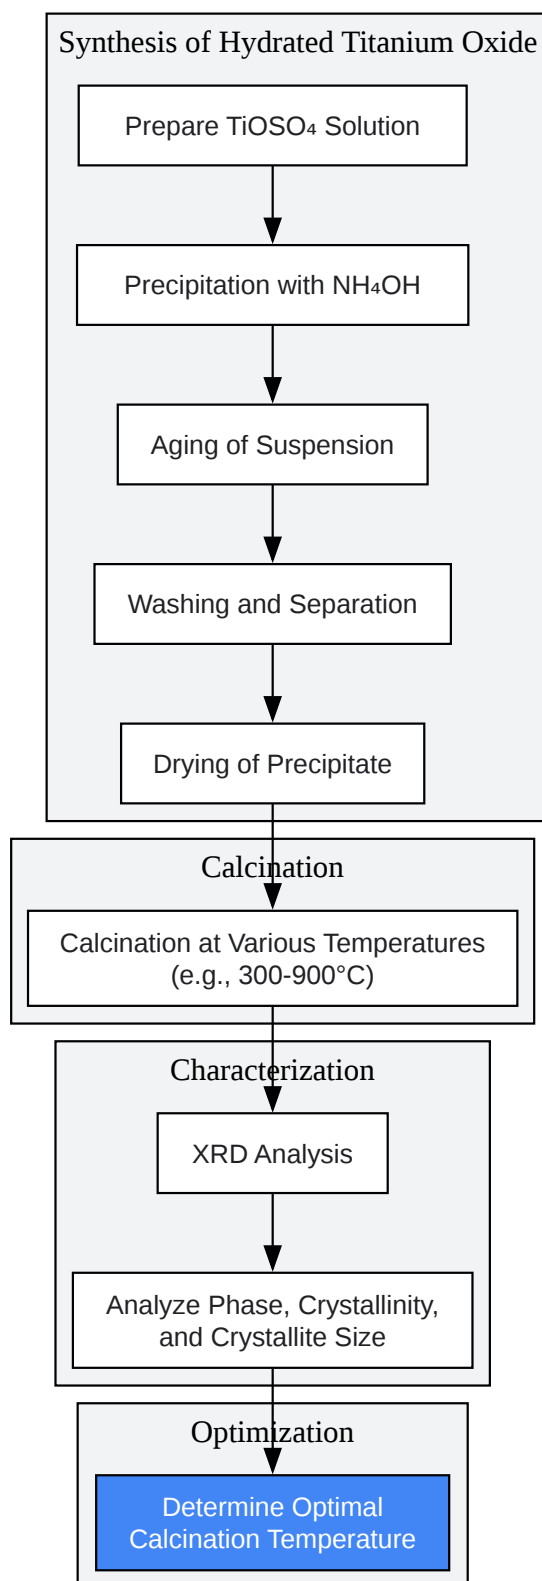 Synthesis of Hydrated Titanium Oxide
Prepare TiOSO₄ Solution
Precipitation with NH₄OH
Aging of Suspension
Washing and Separation
Drying of Precipitate
Calcination
Calcination at Various Temperatures
(e.g., 300-900°C)
Characterization
XRD Analysis
Analyze Phase, Crystallinity,
and Crystallite Size
Optimization
Determine Optimal
Calcination Temperature